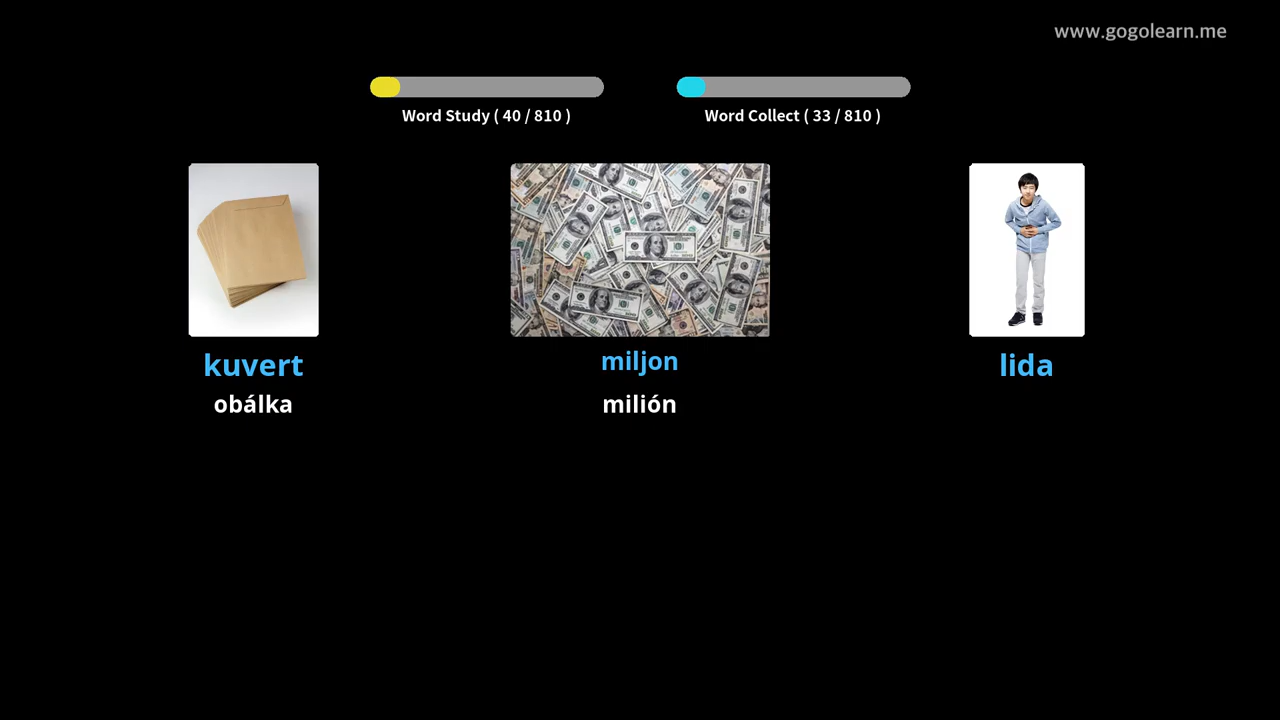 www.gogolearn.me
Word Study ( 40 / 810 )
Word Collect ( 33 / 810 )
kuvert
miljon
lida
obálka
milión